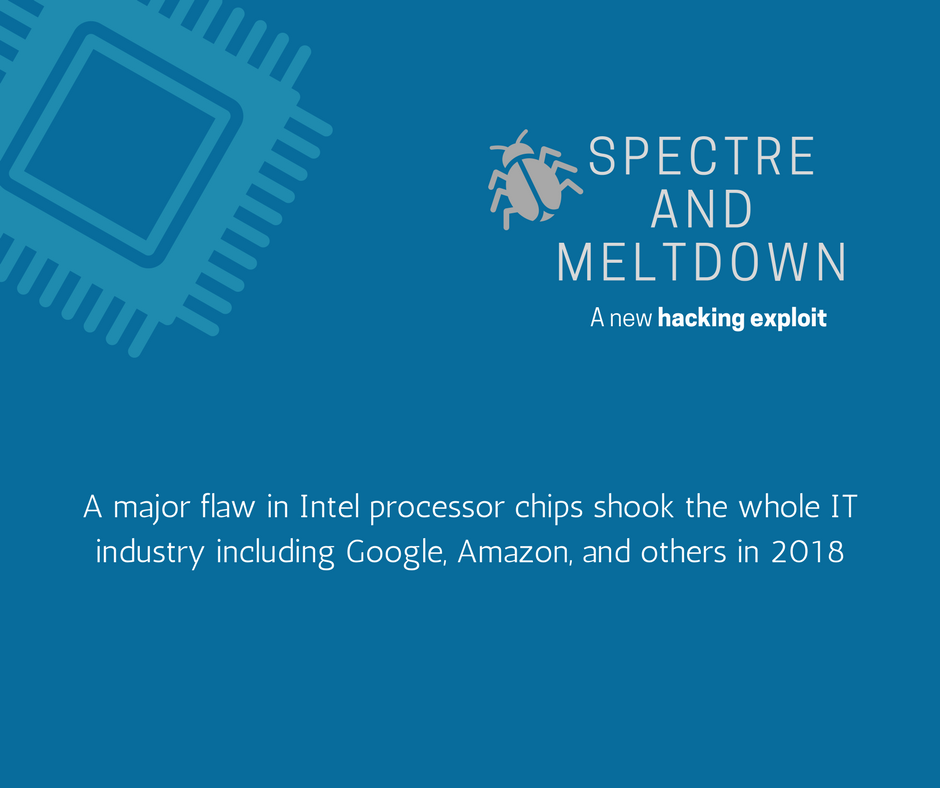 SPECTRE
AND
MELTDOWN
A new hacking exploit
A major flaw in Intel processor chips shook the whole IT
industry including Google, Amazon, and others in 2018